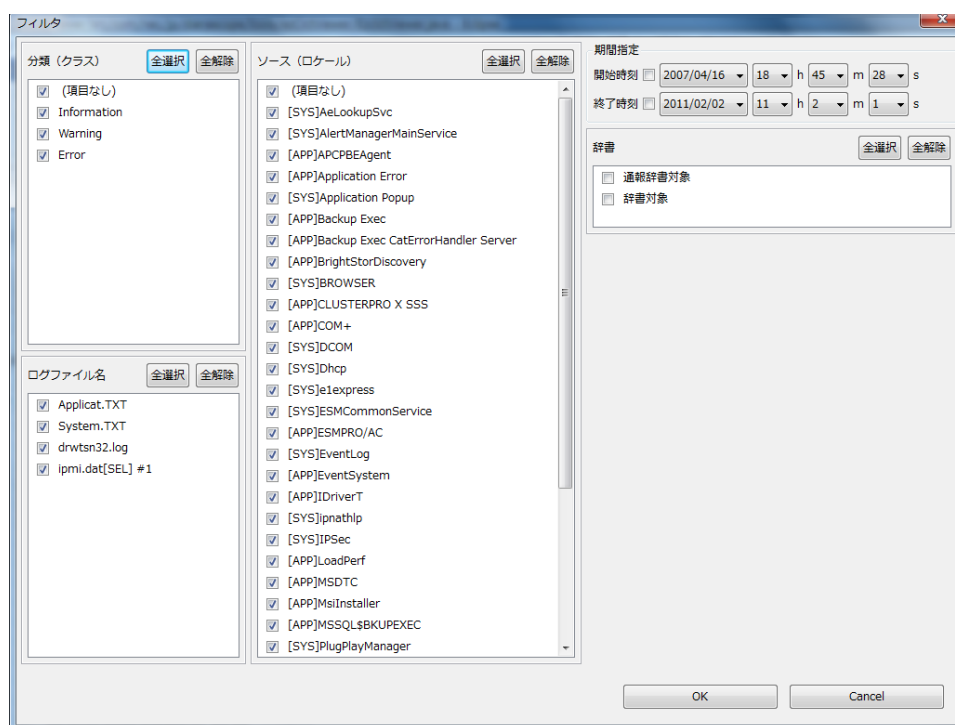 フィルタ
分類（クラス） 全選択 全解除
(項目なし)
Information
Warning
Error
ログファイル名 全選択 全解除
Applicat.TXT
System.TXT
drwtsn32.log
ipmi.dat[SEL] #1
ソース（ロケール） 全選択 全解除
(項目なし)
[SYS]AeLookupSvc
[SYS]AlertManagerMainService
[APP]APCPBEAgent
[APP]Application Error
[SYS]Application Popup
[APP]Backup Exec
[APP]Backup Exec CatErrorHandler Server
[APP]BrightStorDiscovery
[SYS]BROWSER
[APP]CLUSTERPRO X SSS
[APP]COM+
[SYS]DCOM
[SYS]Dhcp
[SYS]e1express
[SYS]ESMCommonService
[APP]ESMPRO/AC
[SYS]EventLog
[APP]EventSystem
[APP]IDriverT
[SYS]ipnathlp
[SYS]IPSec
[APP]LoadPerf
[APP]MSDTC
[APP]MsiInstaller
[APP]MSSQL$BKUPEXEC
[SYS]PlugPlayManager
期間指定
開始時刻 2007/04/16 18 h 45 m 28 s
終了時刻 2011/02/02 11 h 2 m 1 s
辞書 全選択 全解除
通報辞書対象
辞書対象
OK Cancel